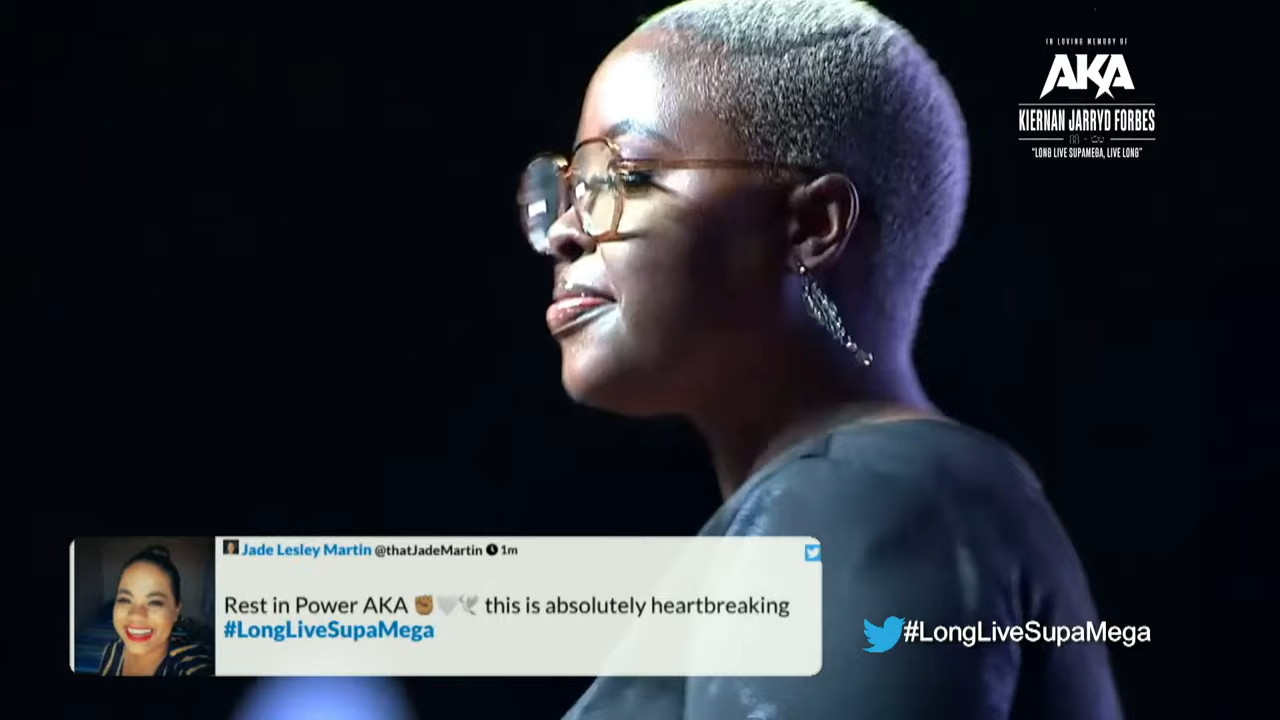 IN LOVING MEMORY OF
AKA
KIERNAN JARRYD FORBES
"LONG LIVE SUPAMEGA, LIVE LONG"
Jade Lesley Martin @thatJadeMartin 1m
Rest in Power AKA ✊🏾🤍🕊 this is absolutely heartbreaking
#LongLiveSupaMega
#LongLiveSupaMega